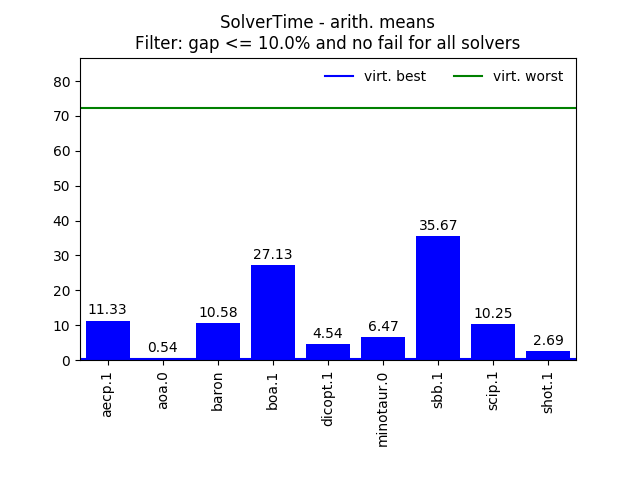 SolverTime - arith. means
Filter: gap <= 10.0% and no fail for all solvers
virt. best
virt. worst
80
70
60
50
40
30
20
10
0
11.33
0.54
10.58
27.13
4.54
6.47
35.67
10.25
2.69
aecp.1
aoa.0
baron
boa.1
dicopt.1
minotaur.0
sbb.1
scip.1
shot.1